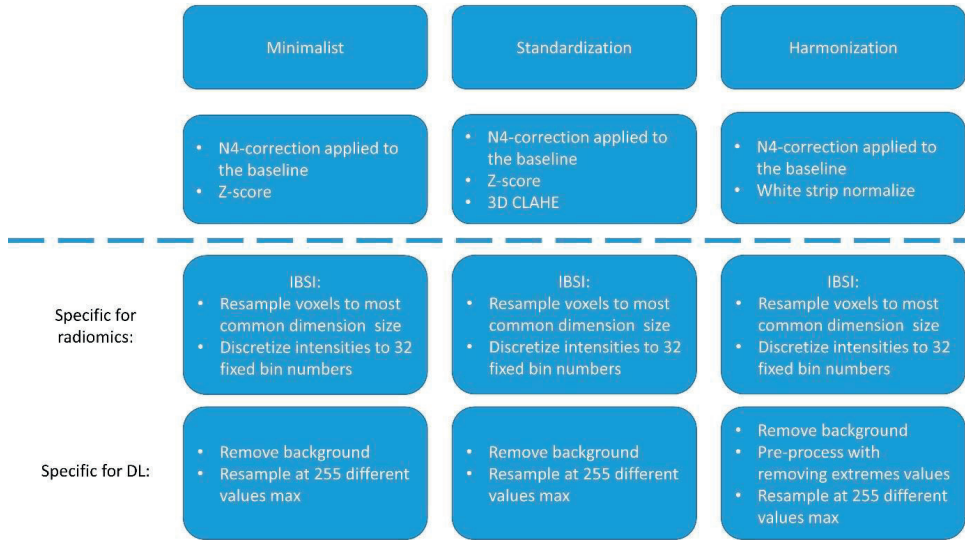 Minimalist
Standardization
Harmonization
• N4-correction applied to
the baseline
• Z-score
• N4-correction applied to
the baseline
• Z-score
• 3D CLAHE
• N4-correction applied to
the baseline
• White strip normalize
Specific for
radiomics:
IBSI:
• Resample voxels to most
common dimension size
• Discretize intensities to 32
fixed bin numbers
IBSI:
• Resample voxels to most
common dimension size
• Discretize intensities to 32
fixed bin numbers
IBSI:
• Resample voxels to most
common dimension size
• Discretize intensities to 32
fixed bin numbers
Specific for DL:
• Remove background
• Resample at 255 different
values max
• Remove background
• Resample at 255 different
values max
• Remove background
• Pre-process with
removing extremes values
• Resample at 255 different
values max